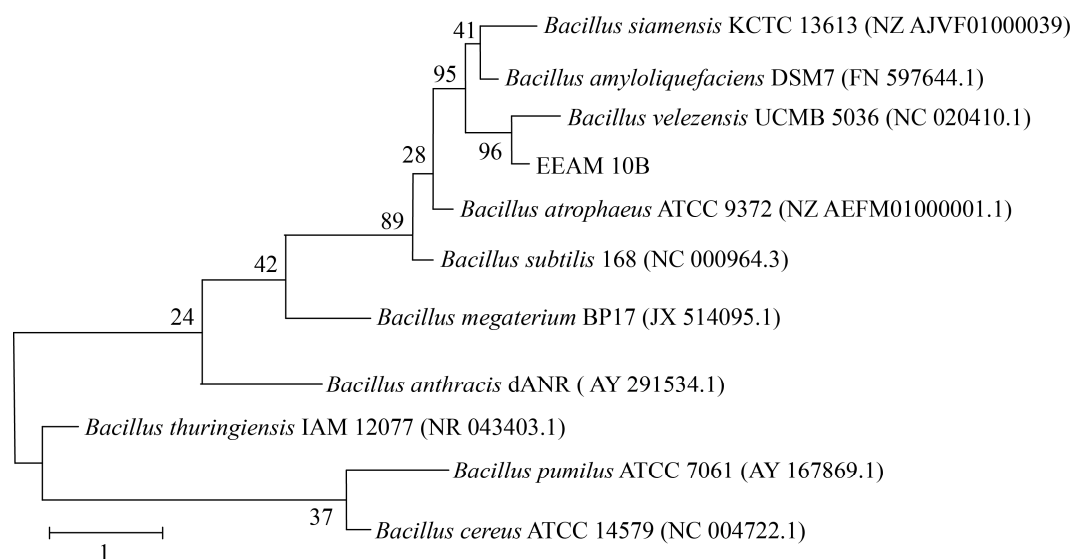 41
Bacillus siamensis KCTC 13613 (NZ AJVF01000039)
95
Bacillus amyloliquefaciens DSM7 (FN 597644.1)
Bacillus velezensis UCMB 5036 (NC 020410.1)
28
96
EEAM 10B
89
Bacillus atrophaeus ATCC 9372 (NZ AEFM01000001.1)
42
Bacillus subtilis 168 (NC 000964.3)
24
Bacillus megaterium BP17 (JX 514095.1)
Bacillus anthracis dANR ( AY 291534.1)
Bacillus thuringiensis IAM 12077 (NR 043403.1)
Bacillus pumilus ATCC 7061 (AY 167869.1)
37
Bacillus cereus ATCC 14579 (NC 004722.1)
1